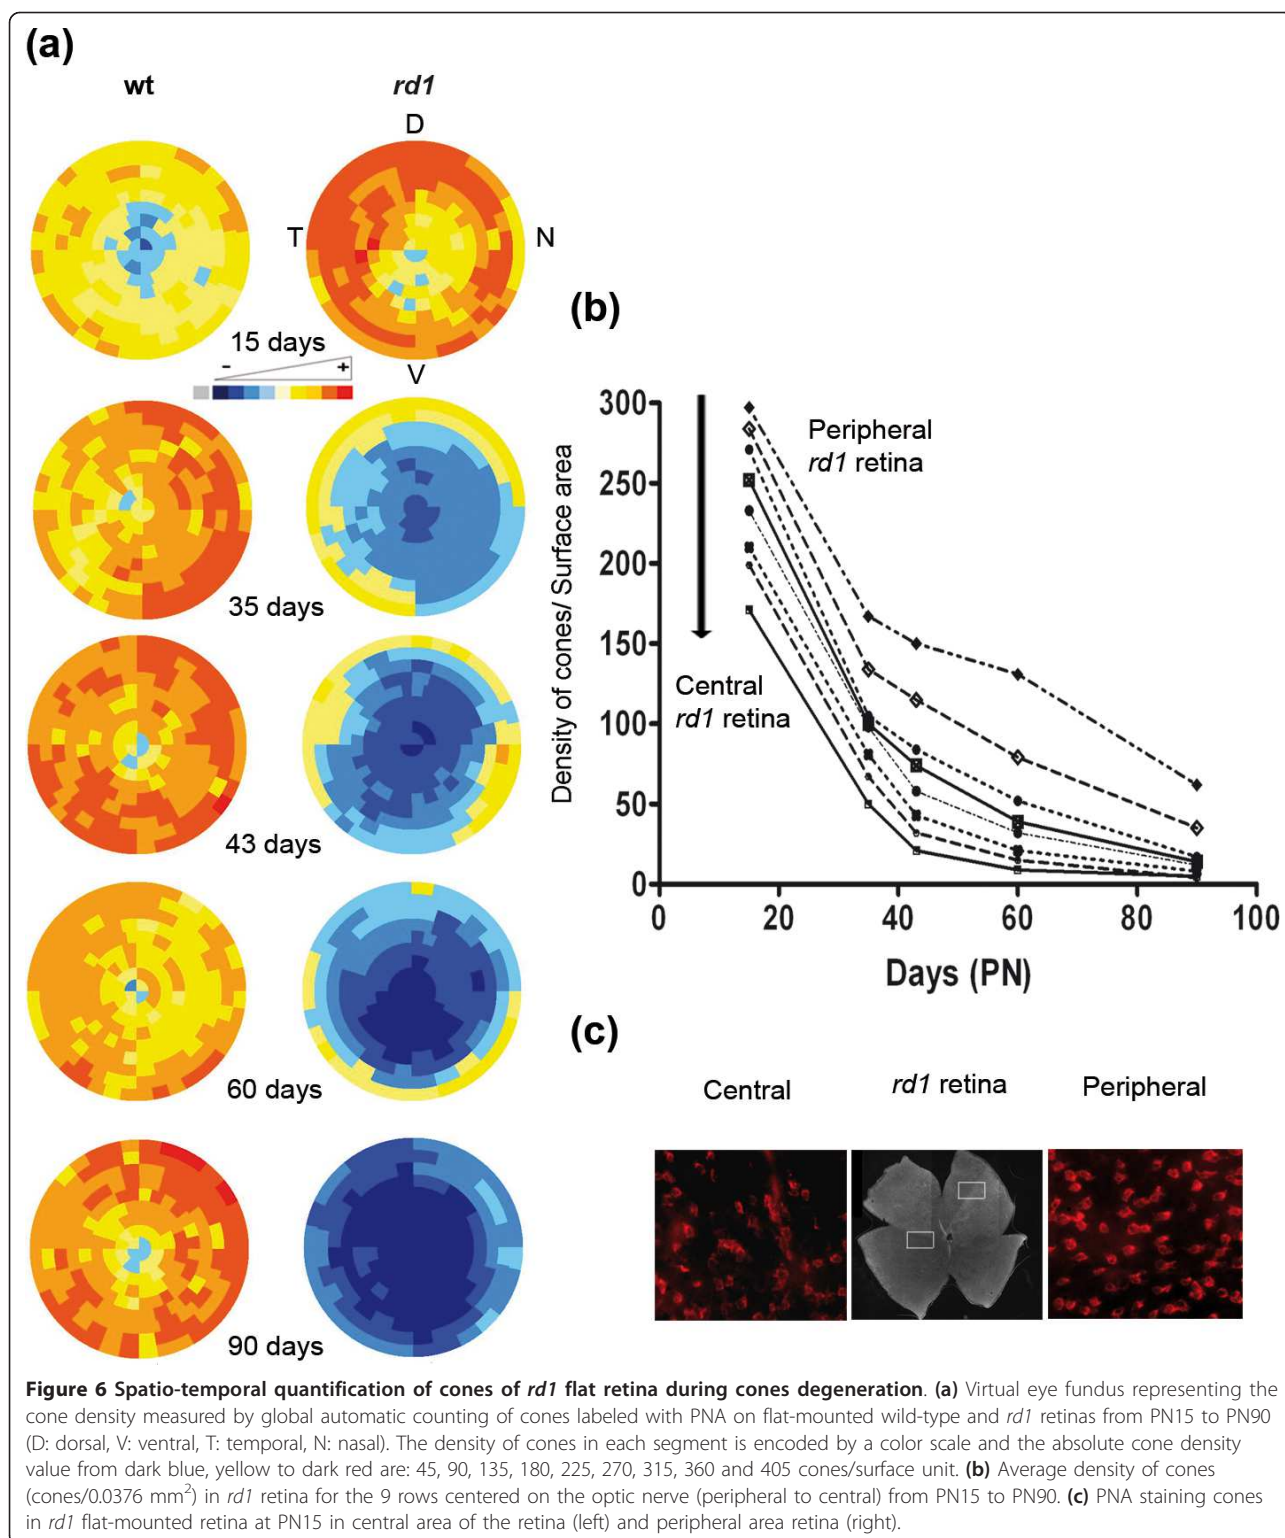 (a)
wt
rd1
D
T
N
15 days
-
+
V
35 days
43 days
60 days
90 days
(b)
300
250
200
150
100
50
0
Density of cones/ Surface area
Peripheral
rd1 retina
Central
rd1 retina
0 20 40 60 80 100
Days (PN)
(c)
Central
rd1 retina
Peripheral
Figure 6 Spatio-temporal quantification of cones of rd1 flat retina during cones degeneration. (a) Virtual eye fundus representing the
cone density measured by global automatic counting of cones labeled with PNA on flat-mounted wild-type and rd1 retinas from PN15 to PN90
(D: dorsal, V: ventral, T: temporal, N: nasal). The density of cones in each segment is encoded by a color scale and the absolute cone density
value from dark blue, yellow to dark red are: 45, 90, 135, 180, 225, 270, 315, 360 and 405 cones/surface unit. (b) Average density of cones
(cones/0.0376 mm²) in rd1 retina for the 9 rows centered on the optic nerve (peripheral to central) from PN15 to PN90. (c) PNA staining cones
in rd1 flat-mounted retina at PN15 in central area of the retina (left) and peripheral area retina (right).